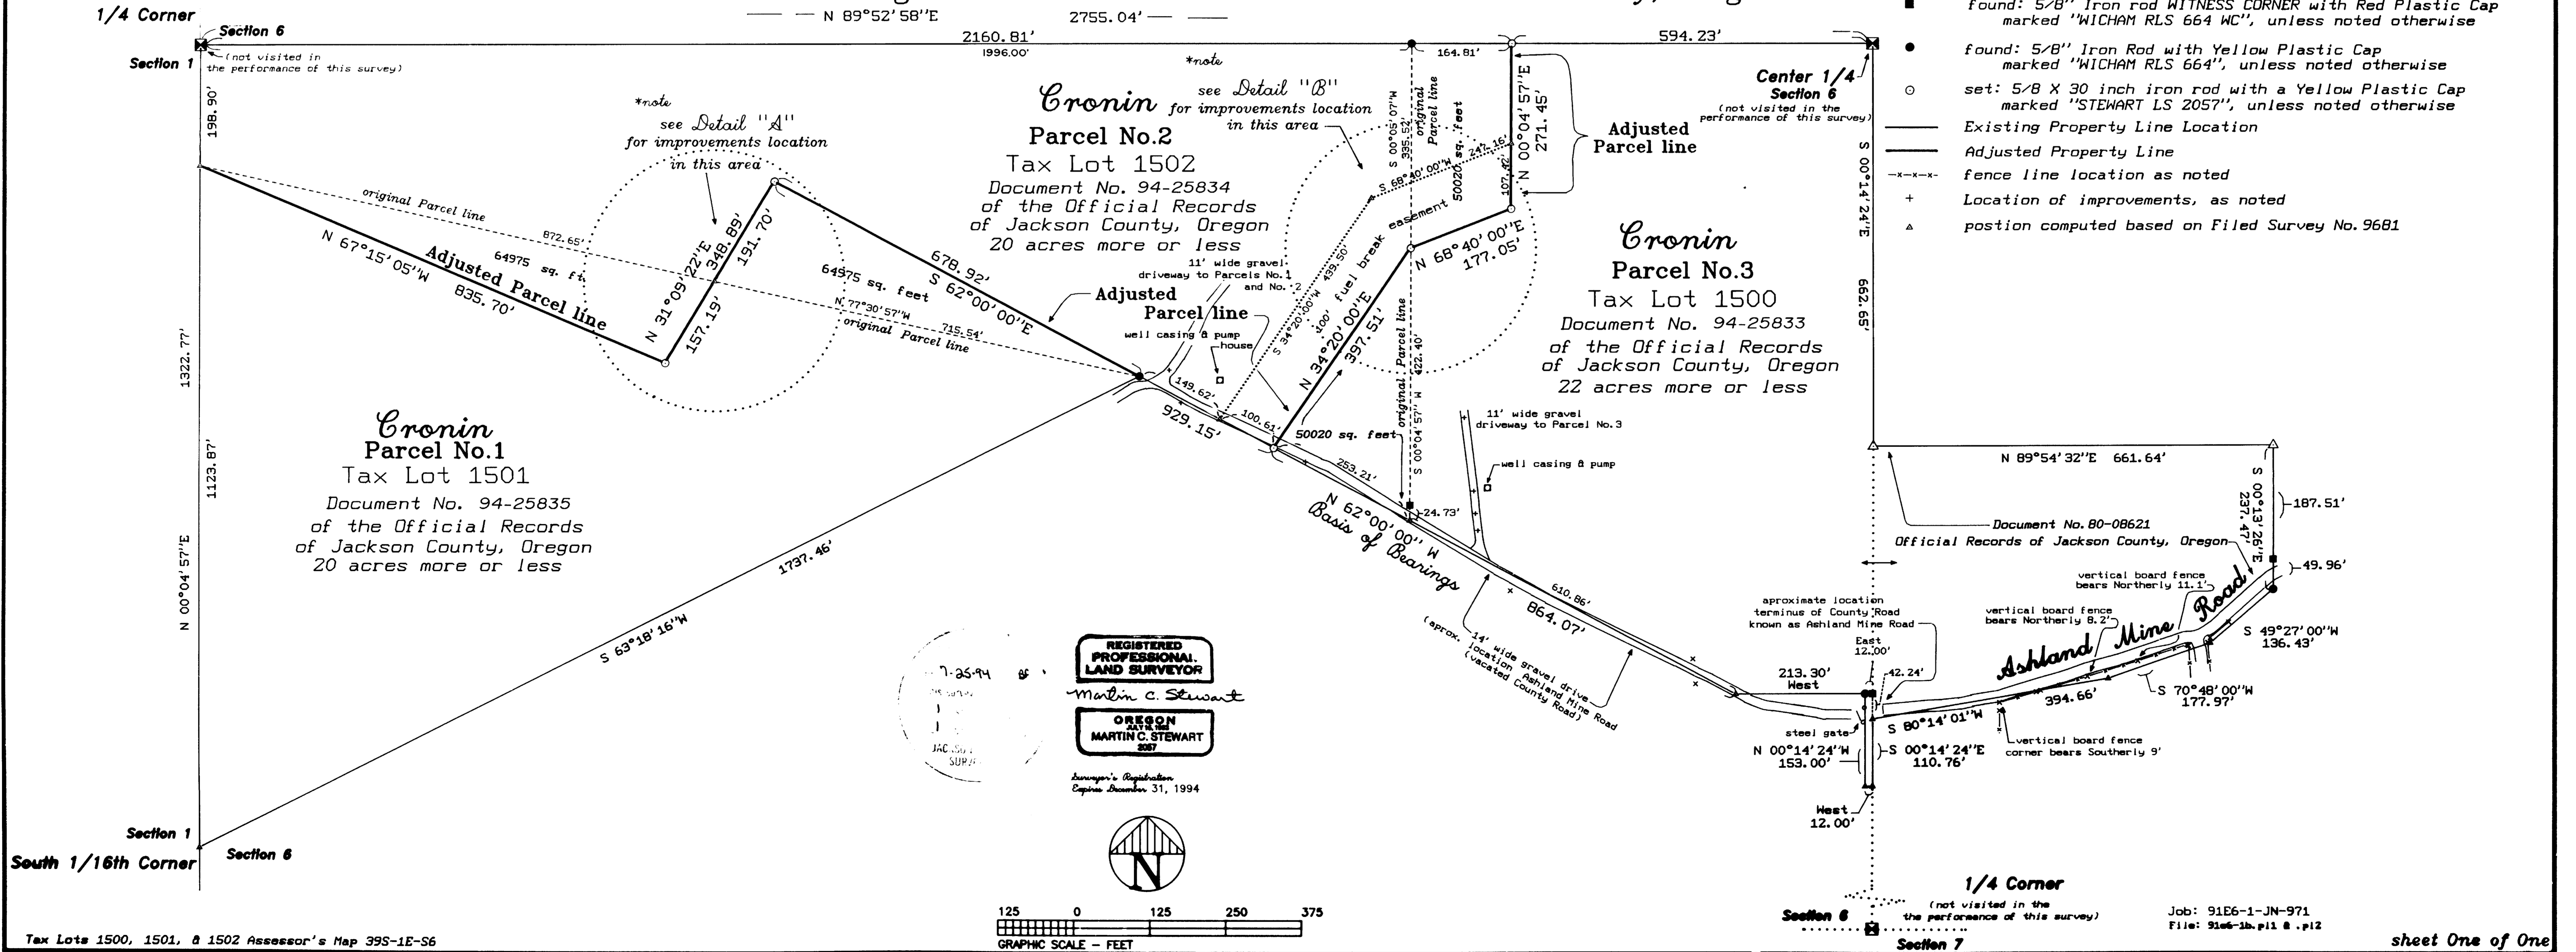 1/4 Corner
N 89°52'58"E 2755.04'
Section 6
Section 1
(not visited in
the performance of this survey)
2160.81'
1996.00'
164.81'
594.23'
198.90'
*note
see Detail "A"
for improvements location
in this area
*note
see Detail "B"
for improvements location
in this area
Cronin
Parcel No.2
Tax Lot 1502
Document No. 94-25834
of the Official Records
of Jackson County, Oregon
20 acres more or less
S 00°05'07"W
335.52'
original
Parcel line
50020 sq. feet
S 68°40'00"W 247.16'
107.42'
N 00°04'57"E
271.45'
Adjusted
Parcel line
Center 1/4
Section 6
(not visited in the
performance of this survey)
S 00°14'24"E
662.65'
found: 5/8" Iron rod WITNESS CORNER with Red Plastic Cap
marked "WICHAM RLS 664 WC", unless noted otherwise
found: 5/8" Iron Rod with Yellow Plastic Cap
marked "WICHAM RLS 664", unless noted otherwise
set: 5/8 X 30 inch iron rod with a Yellow Plastic Cap
marked "STEWART LS 2057", unless noted otherwise
Existing Property Line Location
Adjusted Property Line
-x-x-x- fence line location as noted
+ Location of improvements, as noted
postion computed based on Filed Survey No. 9681
original Parcel line
872.65'
64975 sq. ft.
N 67°15'05"W
Adjusted Parcel line
835.70'
N 31°09'22"E
348.89'
191.70'
157.19'
678.92'
S 62°00'00"E
64975 sq. feet
N 77°30'57"W
715.54'
original Parcel line
Adjusted
Parcel line
11' wide gravel
driveway to Parcels No. 1
and No. 2
well casing & pump
house
S 34°20'00"W 439.50'
100'
fuel break easement
N 34°20'00"E
397.51'
N 68°40'00"E
177.05'
original Parcel line
S 00°04'57"W 422.40'
149.62'
100.61'
929.15'
50020 sq. feet
253.21'
24.73'
Cronin
Parcel No.3
Tax Lot 1500
Document No. 94-25833
of the Official Records
of Jackson County, Oregon
22 acres more or less
11' wide gravel
driveway to Parcel No.3
well casing & pump
1322.77'
1123.87'
N 00°04'57"E
Cronin
Parcel No.1
Tax Lot 1501
Document No. 94-25835
of the Official Records
of Jackson County, Oregon
20 acres more or less
1737.46'
S 63°18'16"W
N 62°00'00" W
Basis of Bearings
610.86'
864.07'
14' wide gravel drive
(aprox. location Ashland Mine Road
(vacated County Road)
N 89°54'32"E 661.64'
S 00°13'26"E
237.47'
187.51'
49.96'
Document No. 80-08621
Official Records of Jackson County, Oregon
vertical board fence
bears Northerly 11.1'
vertical board fence
bears Northerly 8.2'
Ashland Mine Road
S 49°27'00"W
136.43'
S 70°48'00"W
177.97'
394.66'
S 80°14'01"W
vertical board fence
corner bears Southerly 9'
aproximate location
terminus of County Road
known as Ashland Mine Road
East
12.00'
42.24'
213.30'
West
steel gate
N 00°14'24"W
153.00'
S 00°14'24"E
110.76'
West
12.00'
7-25-94
REGISTERED
PROFESSIONAL
LAND SURVEYOR
Martin C. Stewart
OREGON
MARTIN C. STEWART
2057
Surveyor's Registration
Expires December 31, 1994
N
125 0 125 250 375
GRAPHIC SCALE - FEET
Section 1
South 1/16th Corner
Section 6
1/4 Corner
(not visited in the
the performance of this survey)
Section 6
Section 7
Job: 91E6-1-JN-971
File: 91e6-1b.pl1 & .pl2
Tax Lots 1500, 1501, & 1502 Assessor's Map 39S-1E-S6
sheet One of One